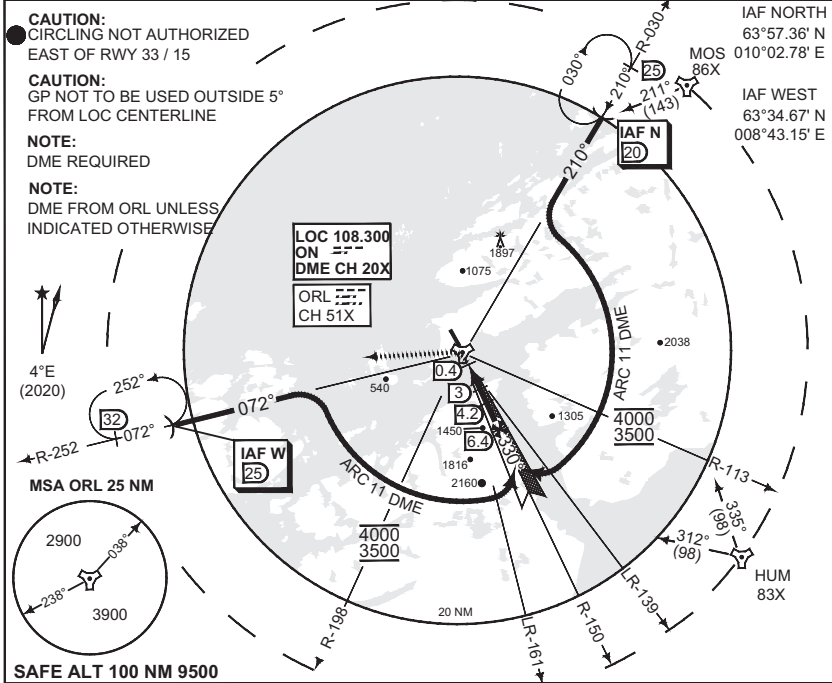 CAUTION:
CIRCLING NOT AUTHORIZED
EAST OF RWY 33 / 15
CAUTION:
GP NOT TO BE USED OUTSIDE 5°
FROM LOC CENTERLINE
NOTE:
DME REQUIRED
NOTE:
DME FROM ORL UNLESS
INDICATED OTHERWISE
IAF NORTH
63°57.36' N
010°02.78' E
IAF WEST
63°34.67' N
008°43.15' E
R-030
030°
210°
25
MOS
86X
211°
(143)
IAF N
20
210°
LOC 108.300
ON
DME CH 20X
ORL
CH 51X
1897
1075
2038
ARC 11 DME
4°E
(2020)
540
0.4
3
4.2
1450
6.4
330°
1816
2160
1305
4000
3500
R-113
252°
072°
32
072°
R-252
IAF W
25
ARC 11 DME
4000
3500
335°
(98)
312°
(98)
HUM
83X
MSA ORL 25 NM
2900
038°
238°
3900
R-198
20 NM
LR-161
R-150
LR-139
SAFE ALT 100 NM 9500